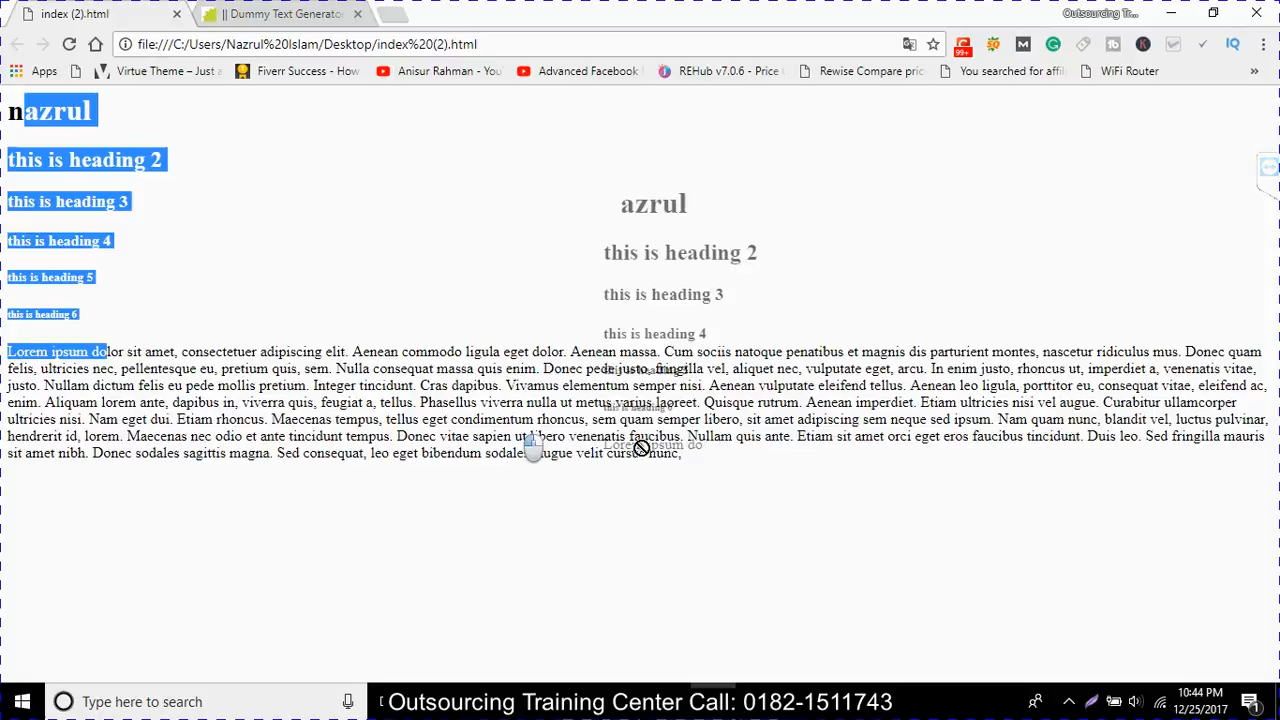 index (2).html
|| Dummy Text Generator
Outsourcing Tr...
file:///C:/Users/Nazrul%20Islam/Desktop/index%20(2).html
99+
IQ
Apps
Virtue Theme - Just a
Fiverr Success - How
Anisur Rahman - You
Advanced Facebook
REHub v7.0.6 - Price
Rewise Compare pric
You searched for affil
WiFi Router
»
nazrul
this is heading 2
this is heading 3
this is heading 4
this is heading 5
this is heading 6
azrul
this is heading 2
this is heading 3
this is heading 4
this is heading 5
this is heading 6
Lorem ipsum do
Lorem ipsum dolor sit amet, consectetuer adipiscing elit. Aenean commodo ligula eget dolor. Aenean massa. Cum sociis natoque penatibus et magnis dis parturient montes, nascetur ridiculus mus. Donec quam
felis, ultricies nec, pellentesque eu, pretium quis, sem. Nulla consequat massa quis enim. Donec pede justo, fringilla vel, aliquet nec, vulputate eget, arcu. In enim justo, rhoncus ut, imperdiet a, venenatis vitae,
justo. Nullam dictum felis eu pede mollis pretium. Integer tincidunt. Cras dapibus. Vivamus elementum semper nisi. Aenean vulputate eleifend tellus. Aenean leo ligula, porttitor eu, consequat vitae, eleifend ac,
enim. Aliquam lorem ante, dapibus in, viverra quis, feugiat a, tellus. Phasellus viverra nulla ut metus varius laoreet. Quisque rutrum. Aenean imperdiet. Etiam ultricies nisi vel augue. Curabitur ullamcorper
ultricies nisi. Nam eget dui. Etiam rhoncus. Maecenas tempus, tellus eget condimentum rhoncus, sem quam semper libero, sit amet adipiscing sem neque sed ipsum. Nam quam nunc, blandit vel, luctus pulvinar,
hendrerit id, lorem. Maecenas nec odio et ante tincidunt tempus. Donec vitae sapien ut libero venenatis faucibus. Nullam quis ante. Etiam sit amet orci eget eros faucibus tincidunt. Duis leo. Sed fringilla mauris
sit amet nibh. Donec sodales sagittis magna. Sed consequat, leo eget bibendum sodales, augue velit cursus nunc,
Type here to search
Outsourcing Training Center Call: 0182-1511743
10:44 PM
12/25/2017